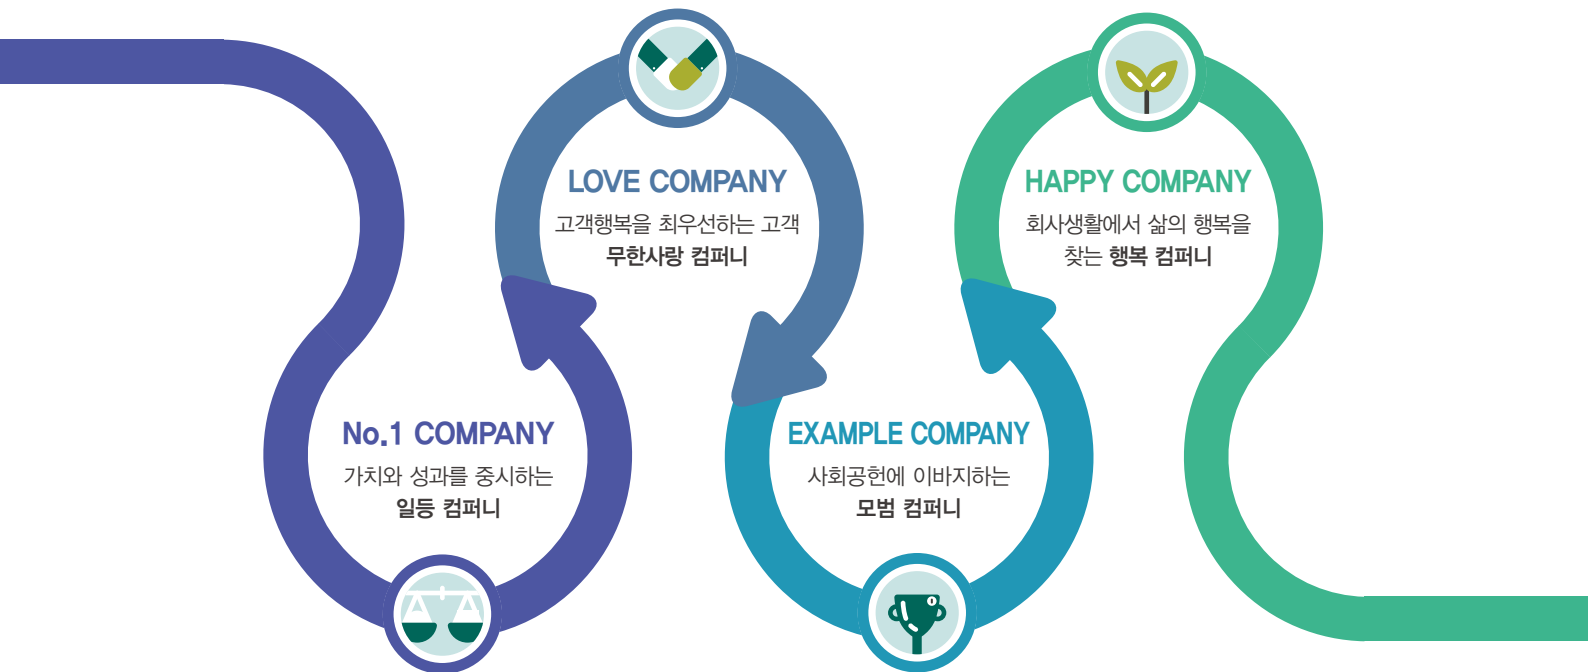 No.1 COMPANY
가치와 성과를 중시하는
일등 컴퍼니
LOVE COMPANY
고객행복을 최우선하는 고객
무한사랑 컴퍼니
EXAMPLE COMPANY
사회공헌에 이바지하는
모범 컴퍼니
HAPPY COMPANY
회사생활에서 삶의 행복을
찾는 행복 컴퍼니